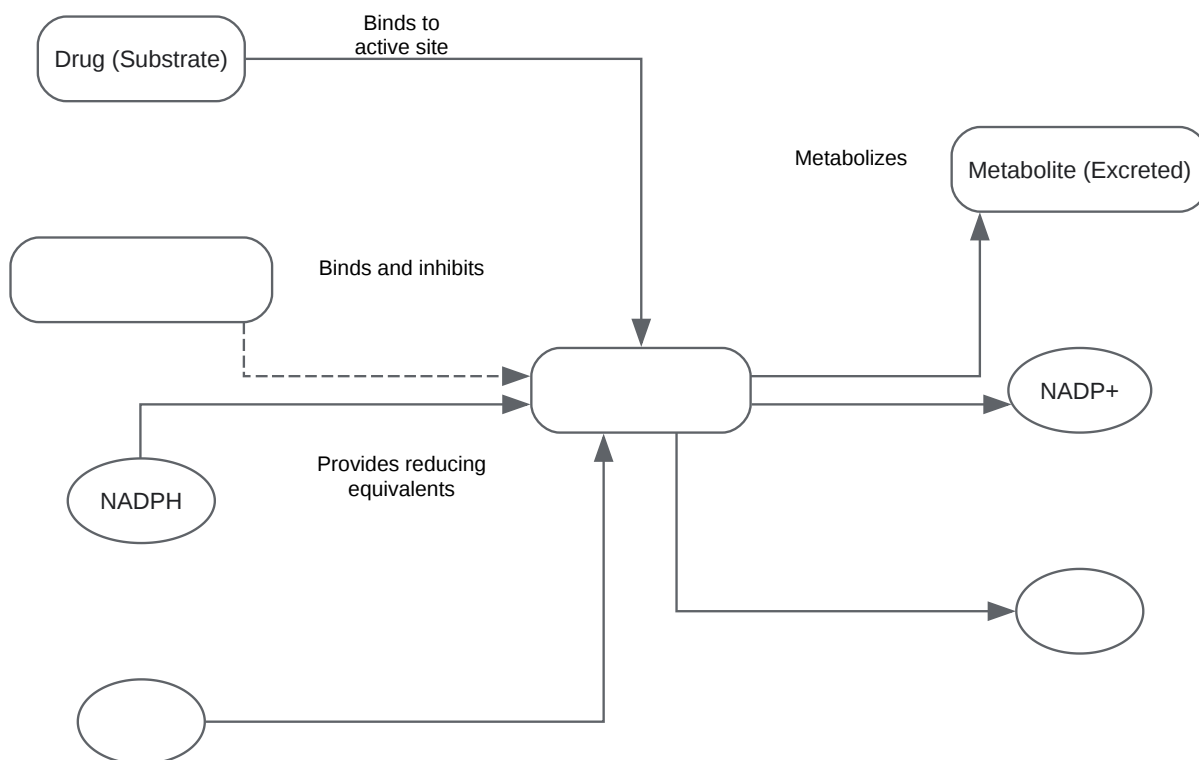 Binds to
active site
Drug (Substrate)
Metabolizes
Metabolite (Excreted)
Binds and inhibits
NADP+
Provides reducing
equivalents
NADPH